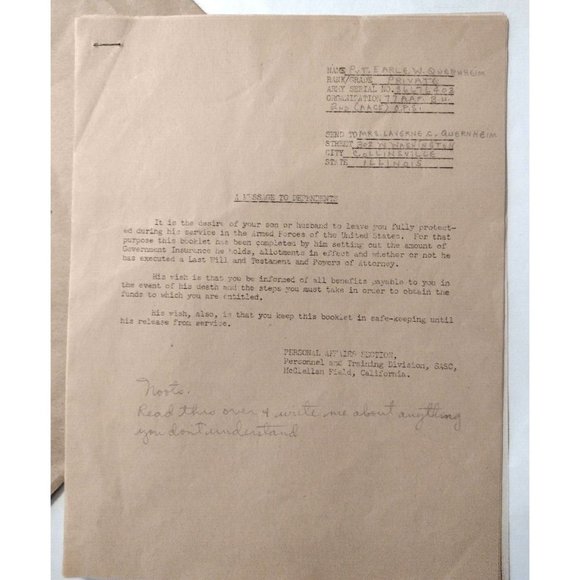 NAME PVT. EARLE W. QUERNHEIM
RANK/GRADE PRIVATE
ARMY SERIAL NO.
ORGANIZATION
SEND TO MRS. LAVERNE C. QUERNHEIM
STREET 302 W WASHINGTON
CITY COLLINSVILLE
STATE ILLINOIS
A MESSAGE TO DEPENDENTS
It is the desire of your son or husband to leave you fully protect-
ed during his service in the Armed Forces of the United States. For that
purpose this booklet has been completed by him setting out the amount of
Government Insurance he holds, allotments in effect and whether or not he
has executed a Last Will and Testament and Powers of Attorney.
His wish is that you be informed of all benefits payable to you in
the event of his death and the steps you must take in order to obtain the
funds to which you are entitled.
His wish, also, is that you keep this booklet in safe-keeping until
his release from service.
PERSONAL AFFAIRS SECTION,
Personnel and Training Division, SASC,
McClellan Field, California.
Noots.
Read this over & write me about anything
you dont understand